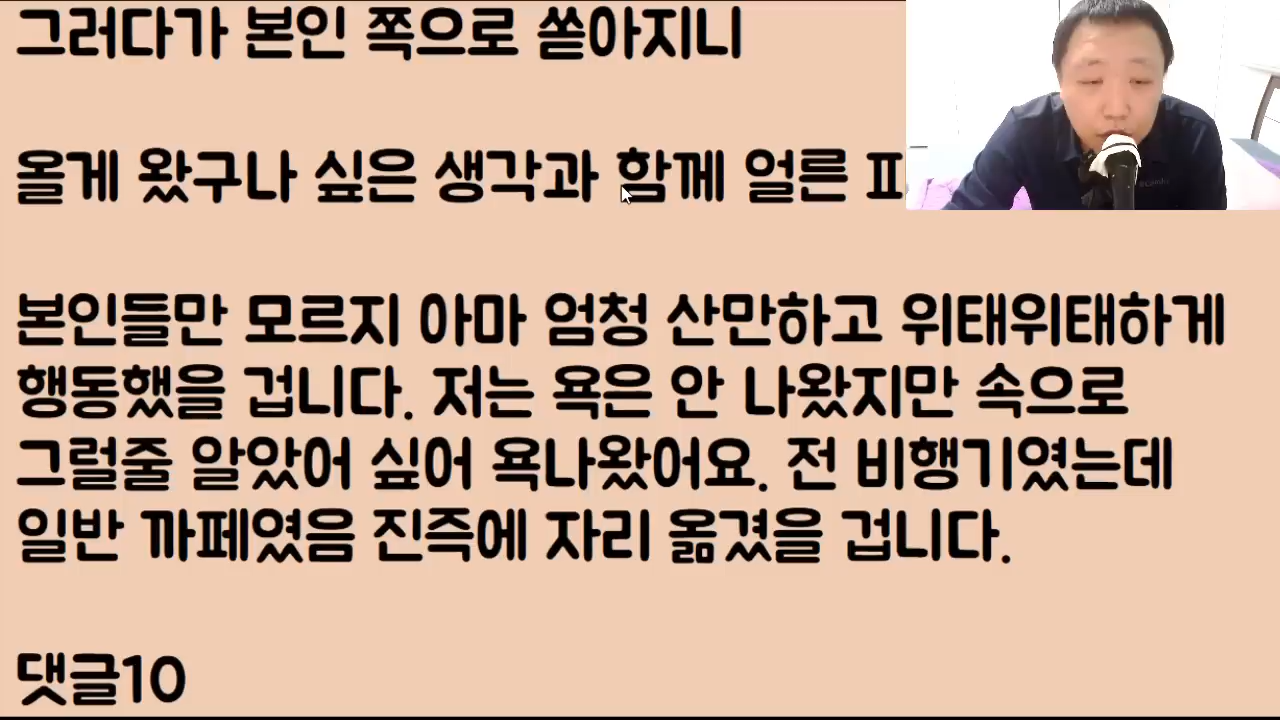 그러다가 본인 쪽으로 쏟아지니
올게 왔구나 싶은 생각과 함께 얼른 피
본인들만 모르지 아마 엄청 산만하고 위태위태하게
행동했을 겁니다. 저는 욕은 안 나왔지만 속으로
그럴줄 알았어 싶어 욕나왔어요. 전 비행기였는데
일반 까페였음 진즉에 자리 옮겼을 겁니다.
댓글10